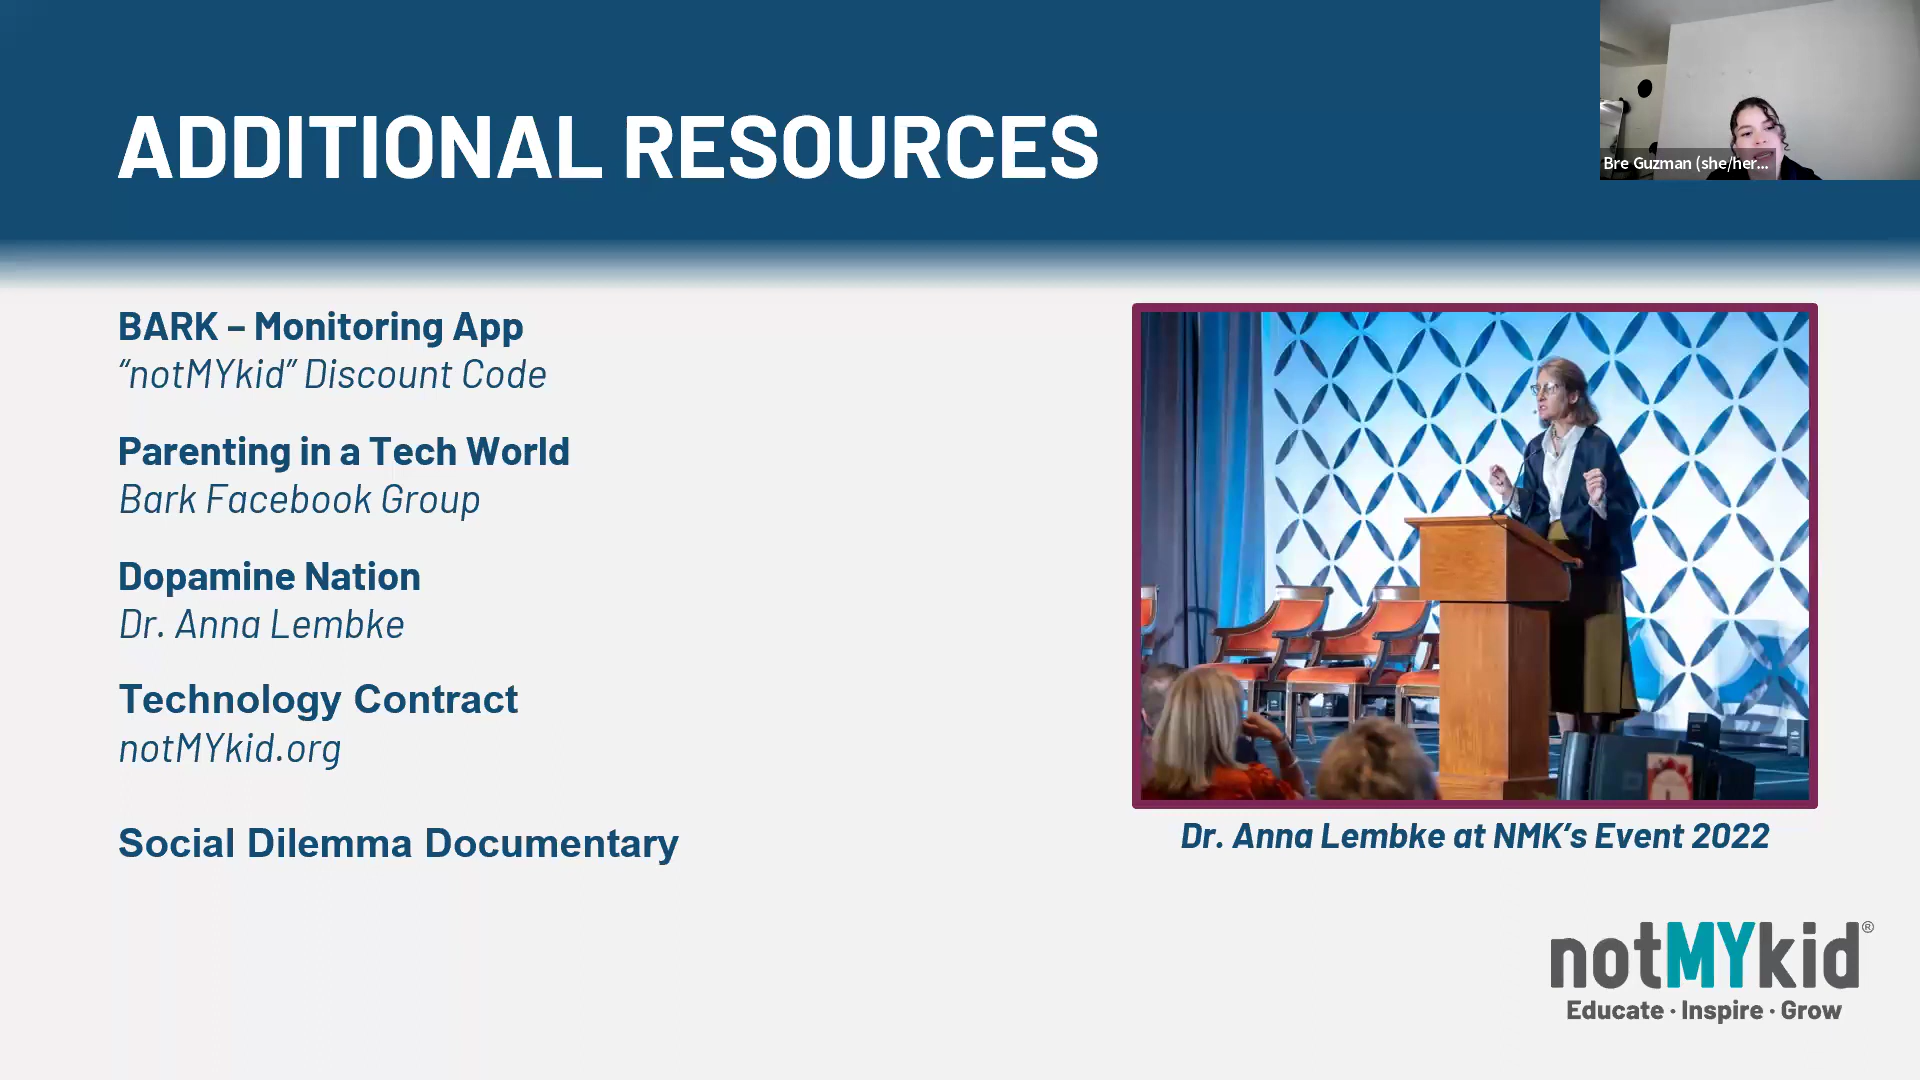 ADDITIONAL RESOURCES
Bre Guzman (she/her...
BARK – Monitoring App
“notMYkid” Discount Code
Parenting in a Tech World
Bark Facebook Group
Dopamine Nation
Dr. Anna Lembke
Technology Contract
notMYkid.org
Social Dilemma Documentary
Dr. Anna Lembke at NMK’s Event 2022
notMYkid®
Educate · Inspire · Grow